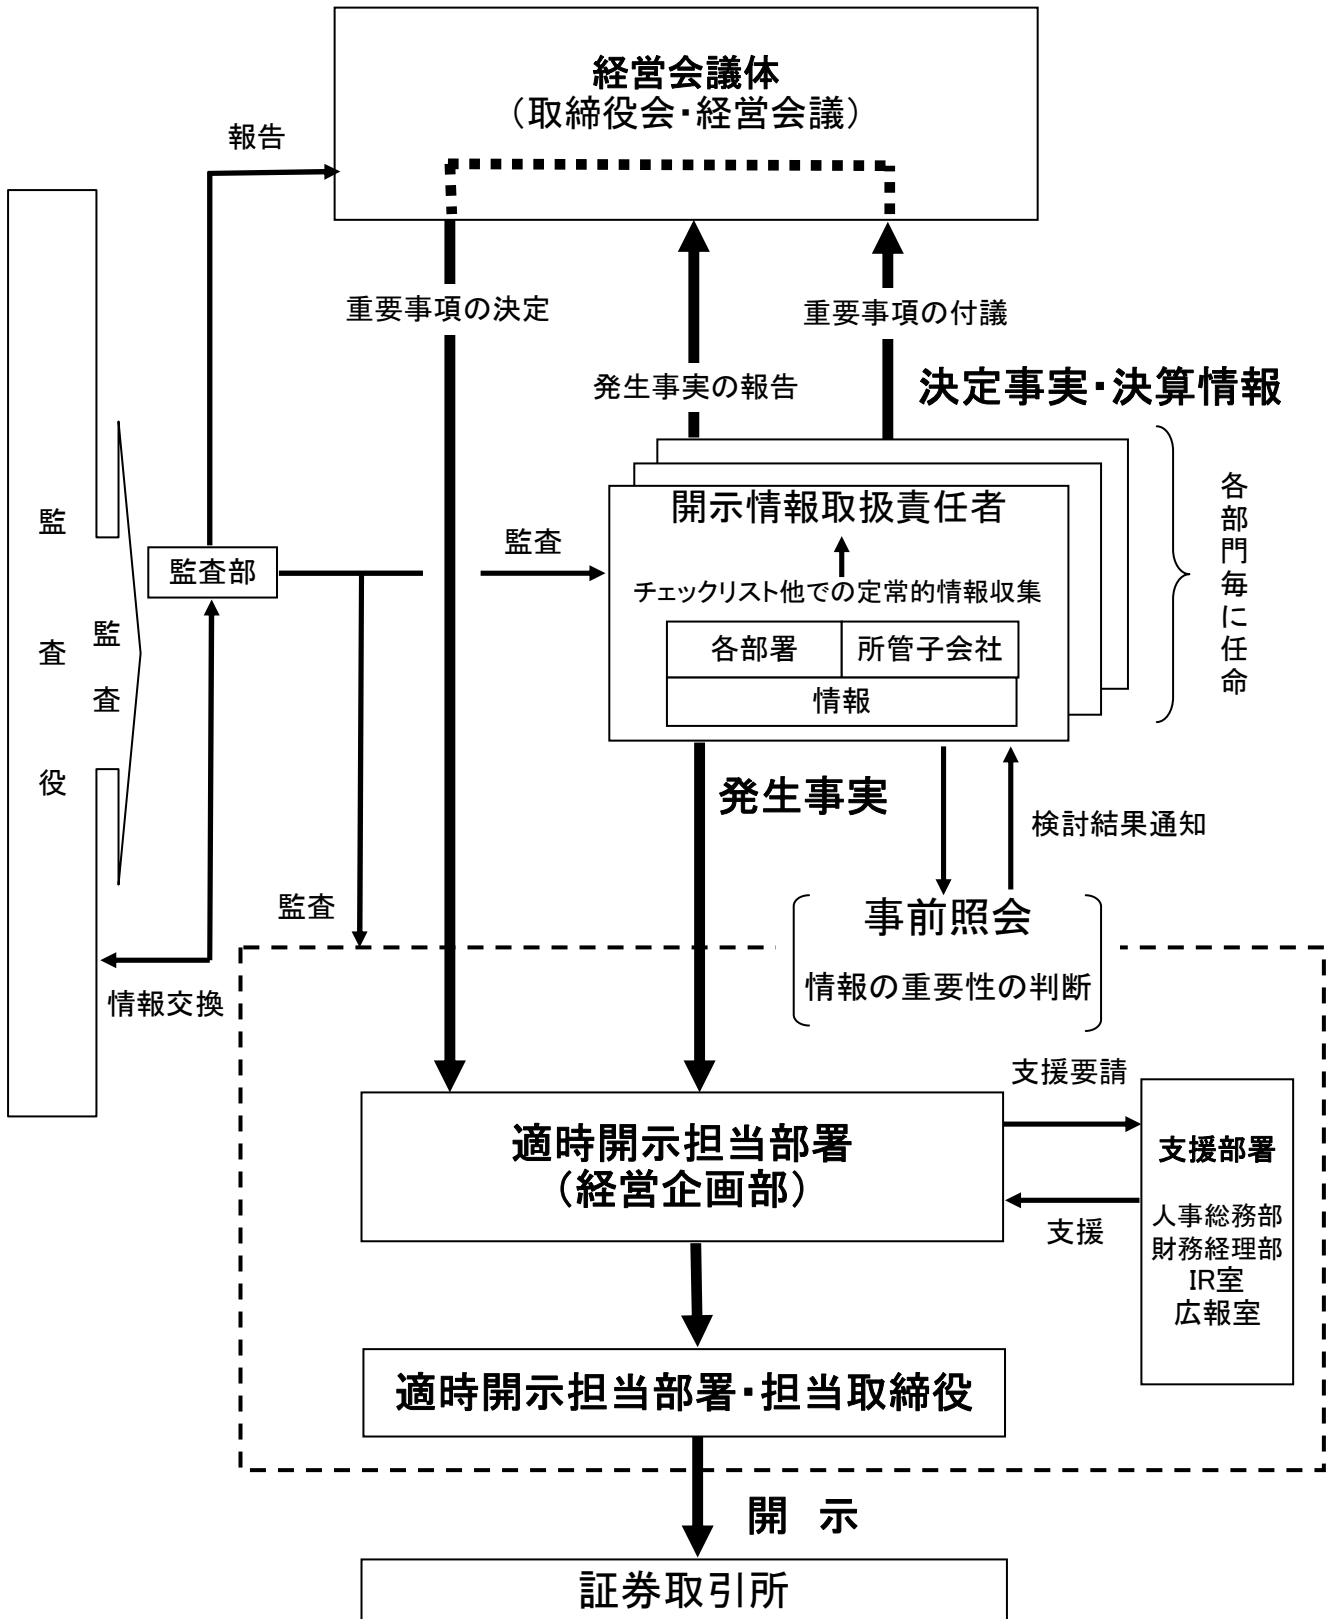 経営会議体
（取締役会・経営会議）
報告
重要事項の決定
重要事項の付議
発生事実の報告
決定事実・決算情報
監査役
監査
監査部
監査
開示情報取扱責任者
チェックリスト他での定常的情報収集
各部署
所管子会社
情報
各部門毎に任命
発生事実
検討結果通知
監査
事前照会
情報の重要性の判断
情報交換
適時開示担当部署
（経営企画部）
支援要請
支援
支援部署
人事総務部
財務経理部
IR室
広報室
適時開示担当部署・担当取締役
開 示
証券取引所